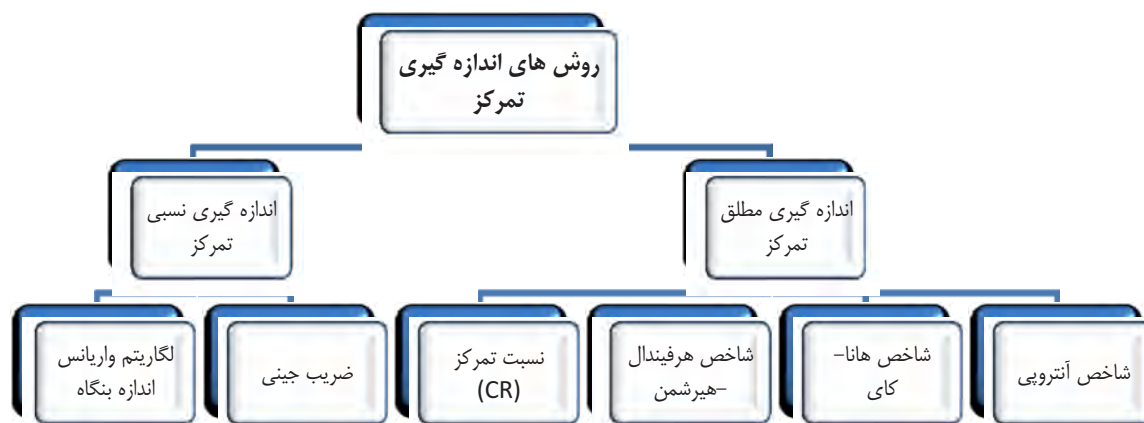 روش های اندازه گیری
تمرکز
اندازه گیری مطلق
تمرکز
اندازه گیری نسبی
تمرکز
شاخص آنتروپی
شاخص هانا–
کای
شاخص هرفیندال
–هیرشمن
نسبت تمرکز
(CR)
ضریب جینی
لگاریتم واریانس
اندازه بنگاه